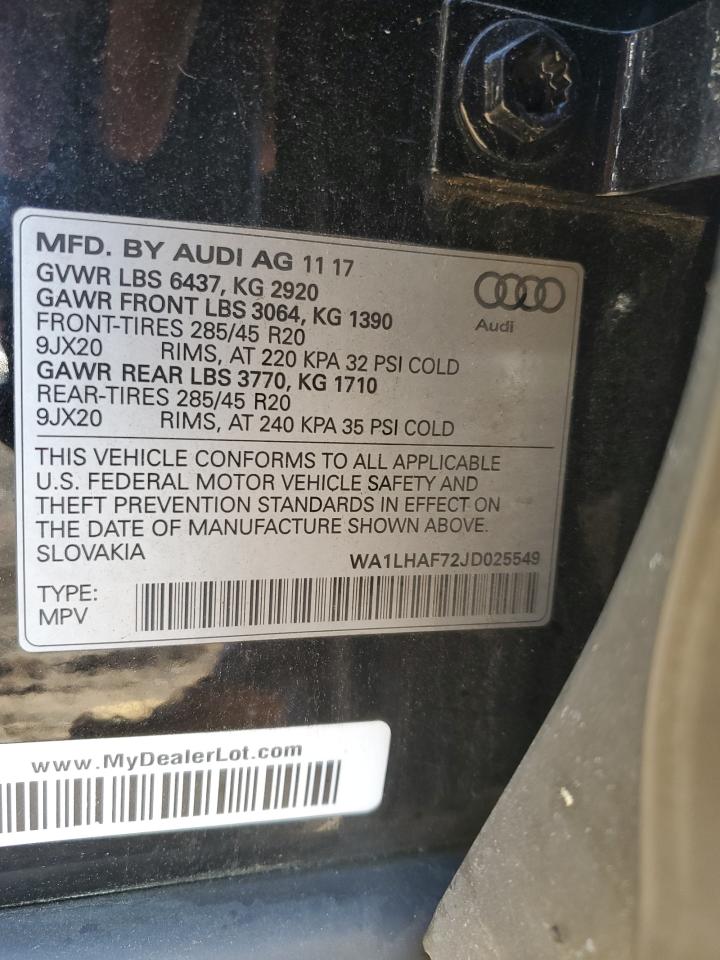 MFD. BY AUDI AG 11 17
GVWR LBS 6437, KG 2920
GAWR FRONT LBS 3064, KG 1390
FRONT-TIRES 285/45 R20
9JX20 RIMS, AT 220 KPA 32 PSI COLD
GAWR REAR LBS 3770, KG 1710
REAR-TIRES 285/45 R20
9JX20 RIMS, AT 240 KPA 35 PSI COLD
Audi
THIS VEHICLE CONFORMS TO ALL APPLICABLE
U.S. FEDERAL MOTOR VEHICLE SAFETY AND
THEFT PREVENTION STANDARDS IN EFFECT ON
THE DATE OF MANUFACTURE SHOWN ABOVE.
SLOVAKIA WA1LHAF72JD025549
TYPE:
MPV
www.MyDealerLot.com